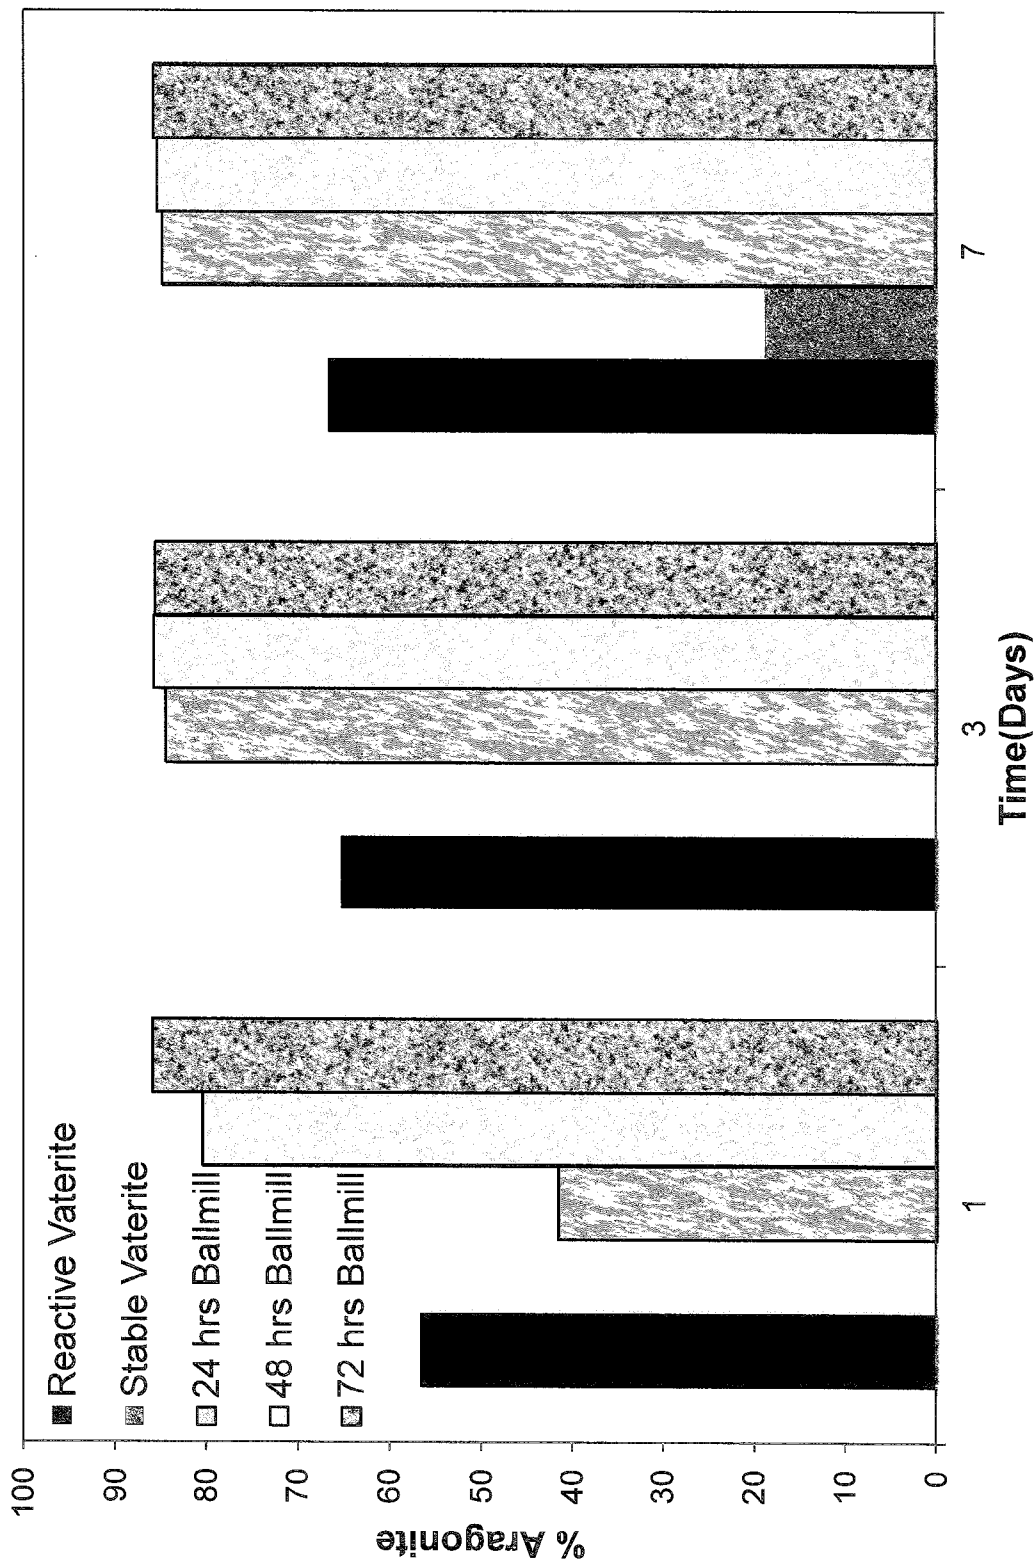 Reactive Vaterite
Stable Vaterite
24 hrs Ballmill
48 hrs Ballmill
72 hrs Ballmill
100
90
80
70
60
50
40
30
20
10
0
% Aragonite
1
3
7
Time(Days)